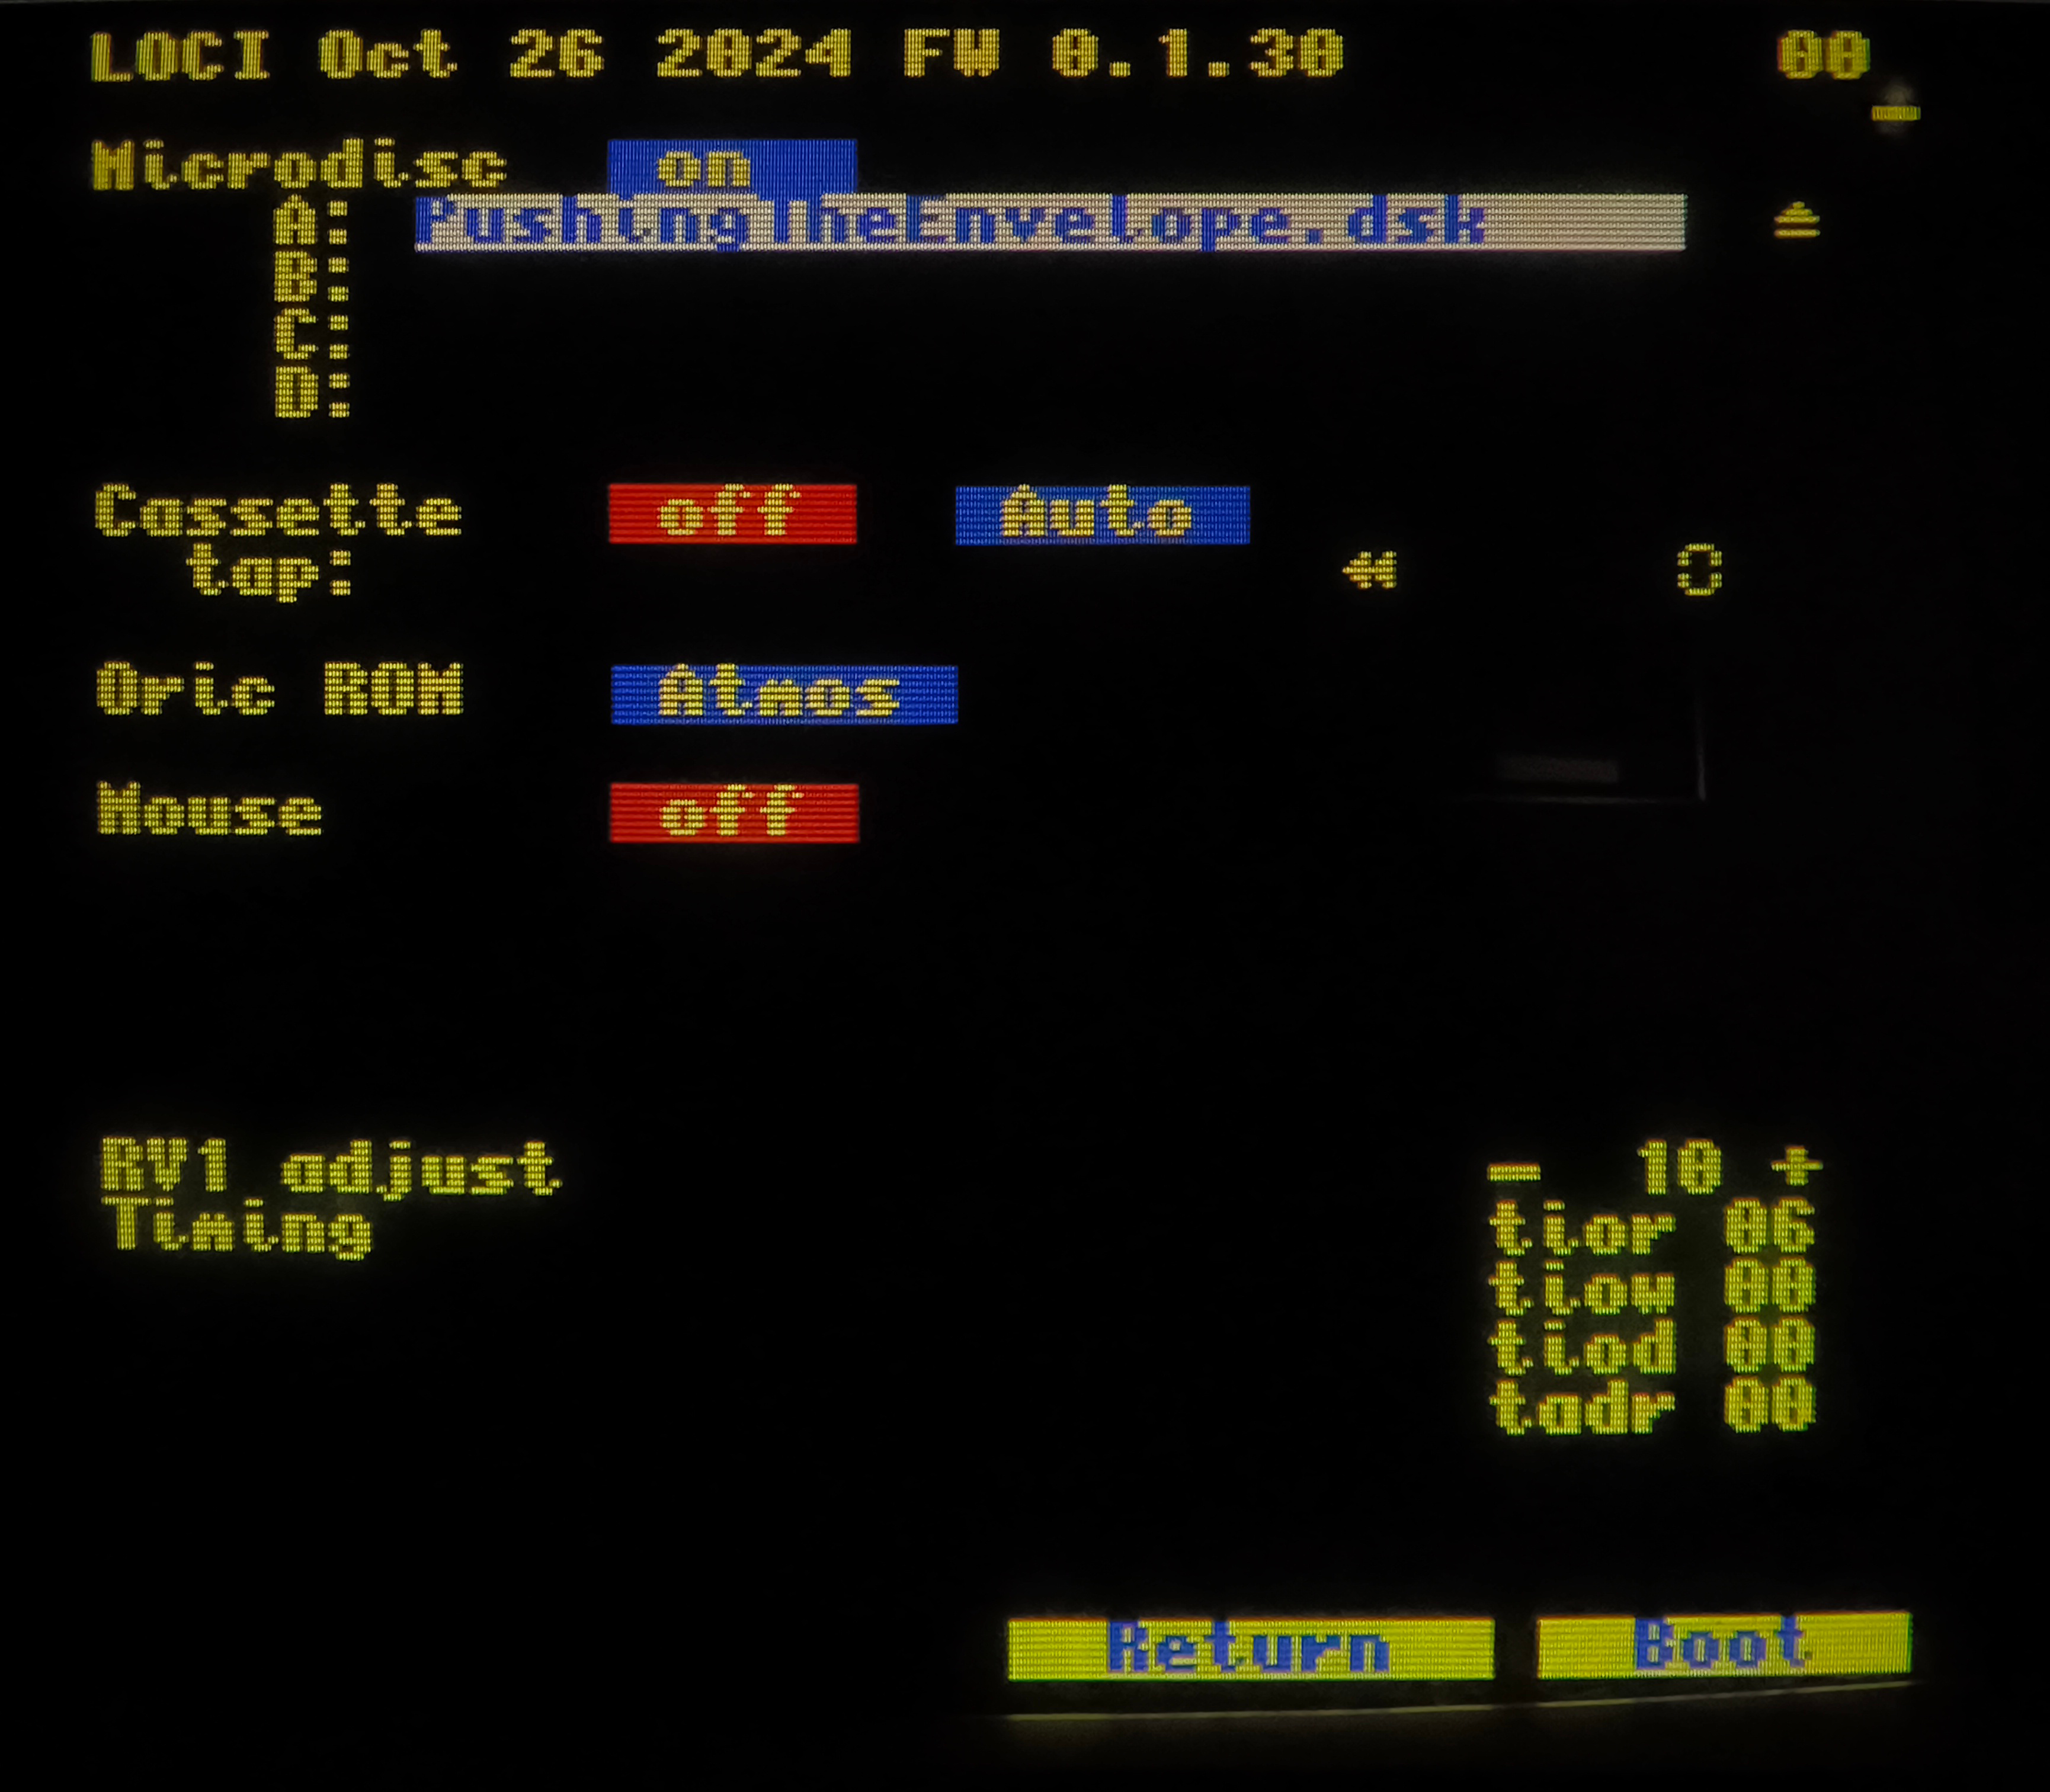 LOCI Oct 26 2024 FW 0.1.30 00
Microdisc on
A: PushingTheEnvelope.dsk
B:
C:
D:
Cassette off Auto
tap:
Oric ROM Atmos
Mouse off
RV1 adjust - 10 +
Timing tior 06
tiow 00
tiod 00
tadr 00
Return Boot